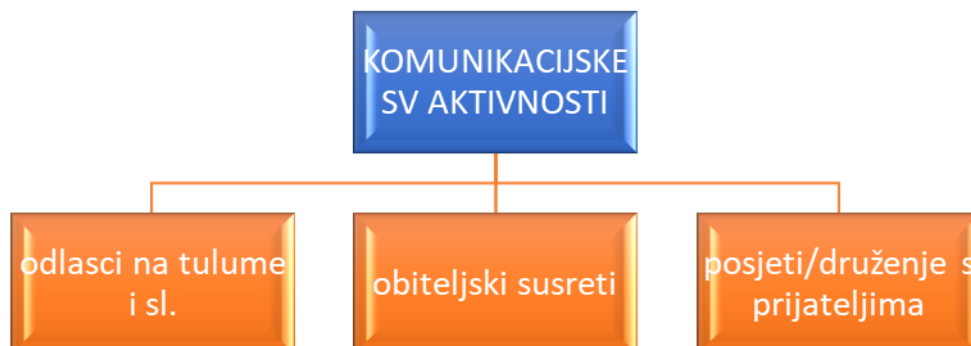 KOMUNIKACIJSKE
SV AKTIVNOSTI
odlasci na tulume
i sl.
obiteljski susreti
posjeti/druženje s
prijateljima